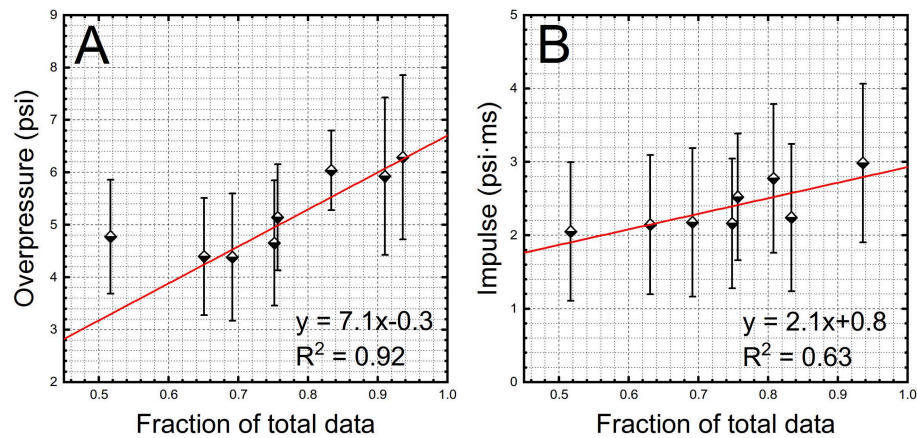 A
Overpressure (psi)
9
8
7
6
5
4
3
2
y = 7.1x-0.3
R² = 0.92
0.5 0.6 0.7 0.8 0.9 1.0
Fraction of total data
B
Impulse (psi·ms)
5
4
3
2
1
0
y = 2.1x+0.8
R² = 0.63
0.5 0.6 0.7 0.8 0.9 1.0
Fraction of total data